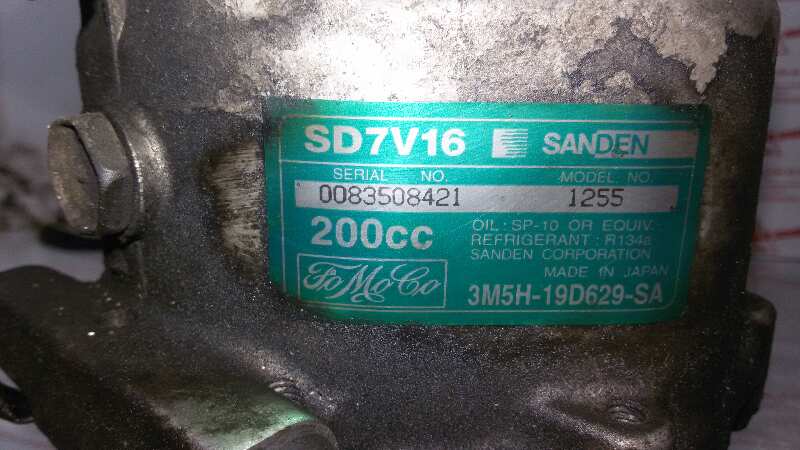 SD7V16 SANDEN
SERIAL NO. MODEL NO.
0083508421 1255
200cc
OIL : SP-10 OR EQUIV.
REFRIGERANT : R134a
SANDEN CORPORATION
MADE IN JAPAN
FoMoCo 3M5H-19D629-SA